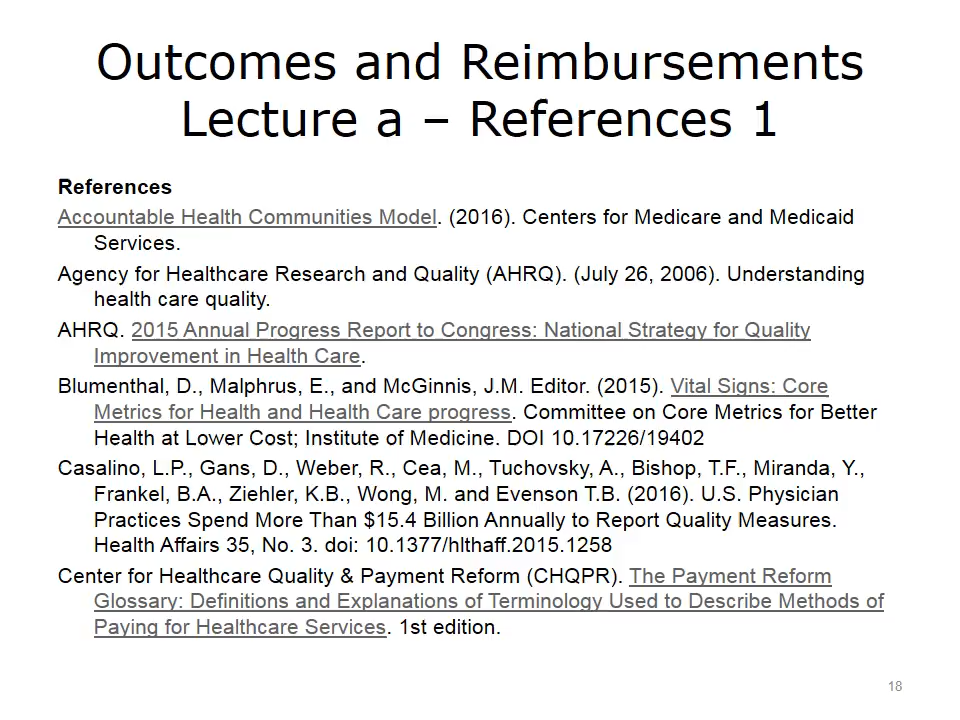 Outcomes and Reimbursements
Lecture a – References 1
References
Accountable Health Communities Model. (2016). Centers for Medicare and Medicaid
Services.
Agency for Healthcare Research and Quality (AHRQ). (July 26, 2006). Understanding
health care quality.
AHRQ. 2015 Annual Progress Report to Congress: National Strategy for Quality
Improvement in Health Care.
Blumenthal, D., Malphrus, E., and McGinnis, J.M. Editor. (2015). Vital Signs: Core
Metrics for Health and Health Care progress. Committee on Core Metrics for Better
Health at Lower Cost; Institute of Medicine. DOI 10.17226/19402
Casalino, L.P., Gans, D., Weber, R., Cea, M., Tuchovsky, A., Bishop, T.F., Miranda, Y.,
Frankel, B.A., Ziehler, K.B., Wong, M. and Evenson T.B. (2016). U.S. Physician
Practices Spend More Than $15.4 Billion Annually to Report Quality Measures.
Health Affairs 35, No. 3. doi: 10.1377/hlthaff.2015.1258
Center for Healthcare Quality & Payment Reform (CHQPR). The Payment Reform
Glossary: Definitions and Explanations of Terminology Used to Describe Methods of
Paying for Healthcare Services. 1st edition.
18